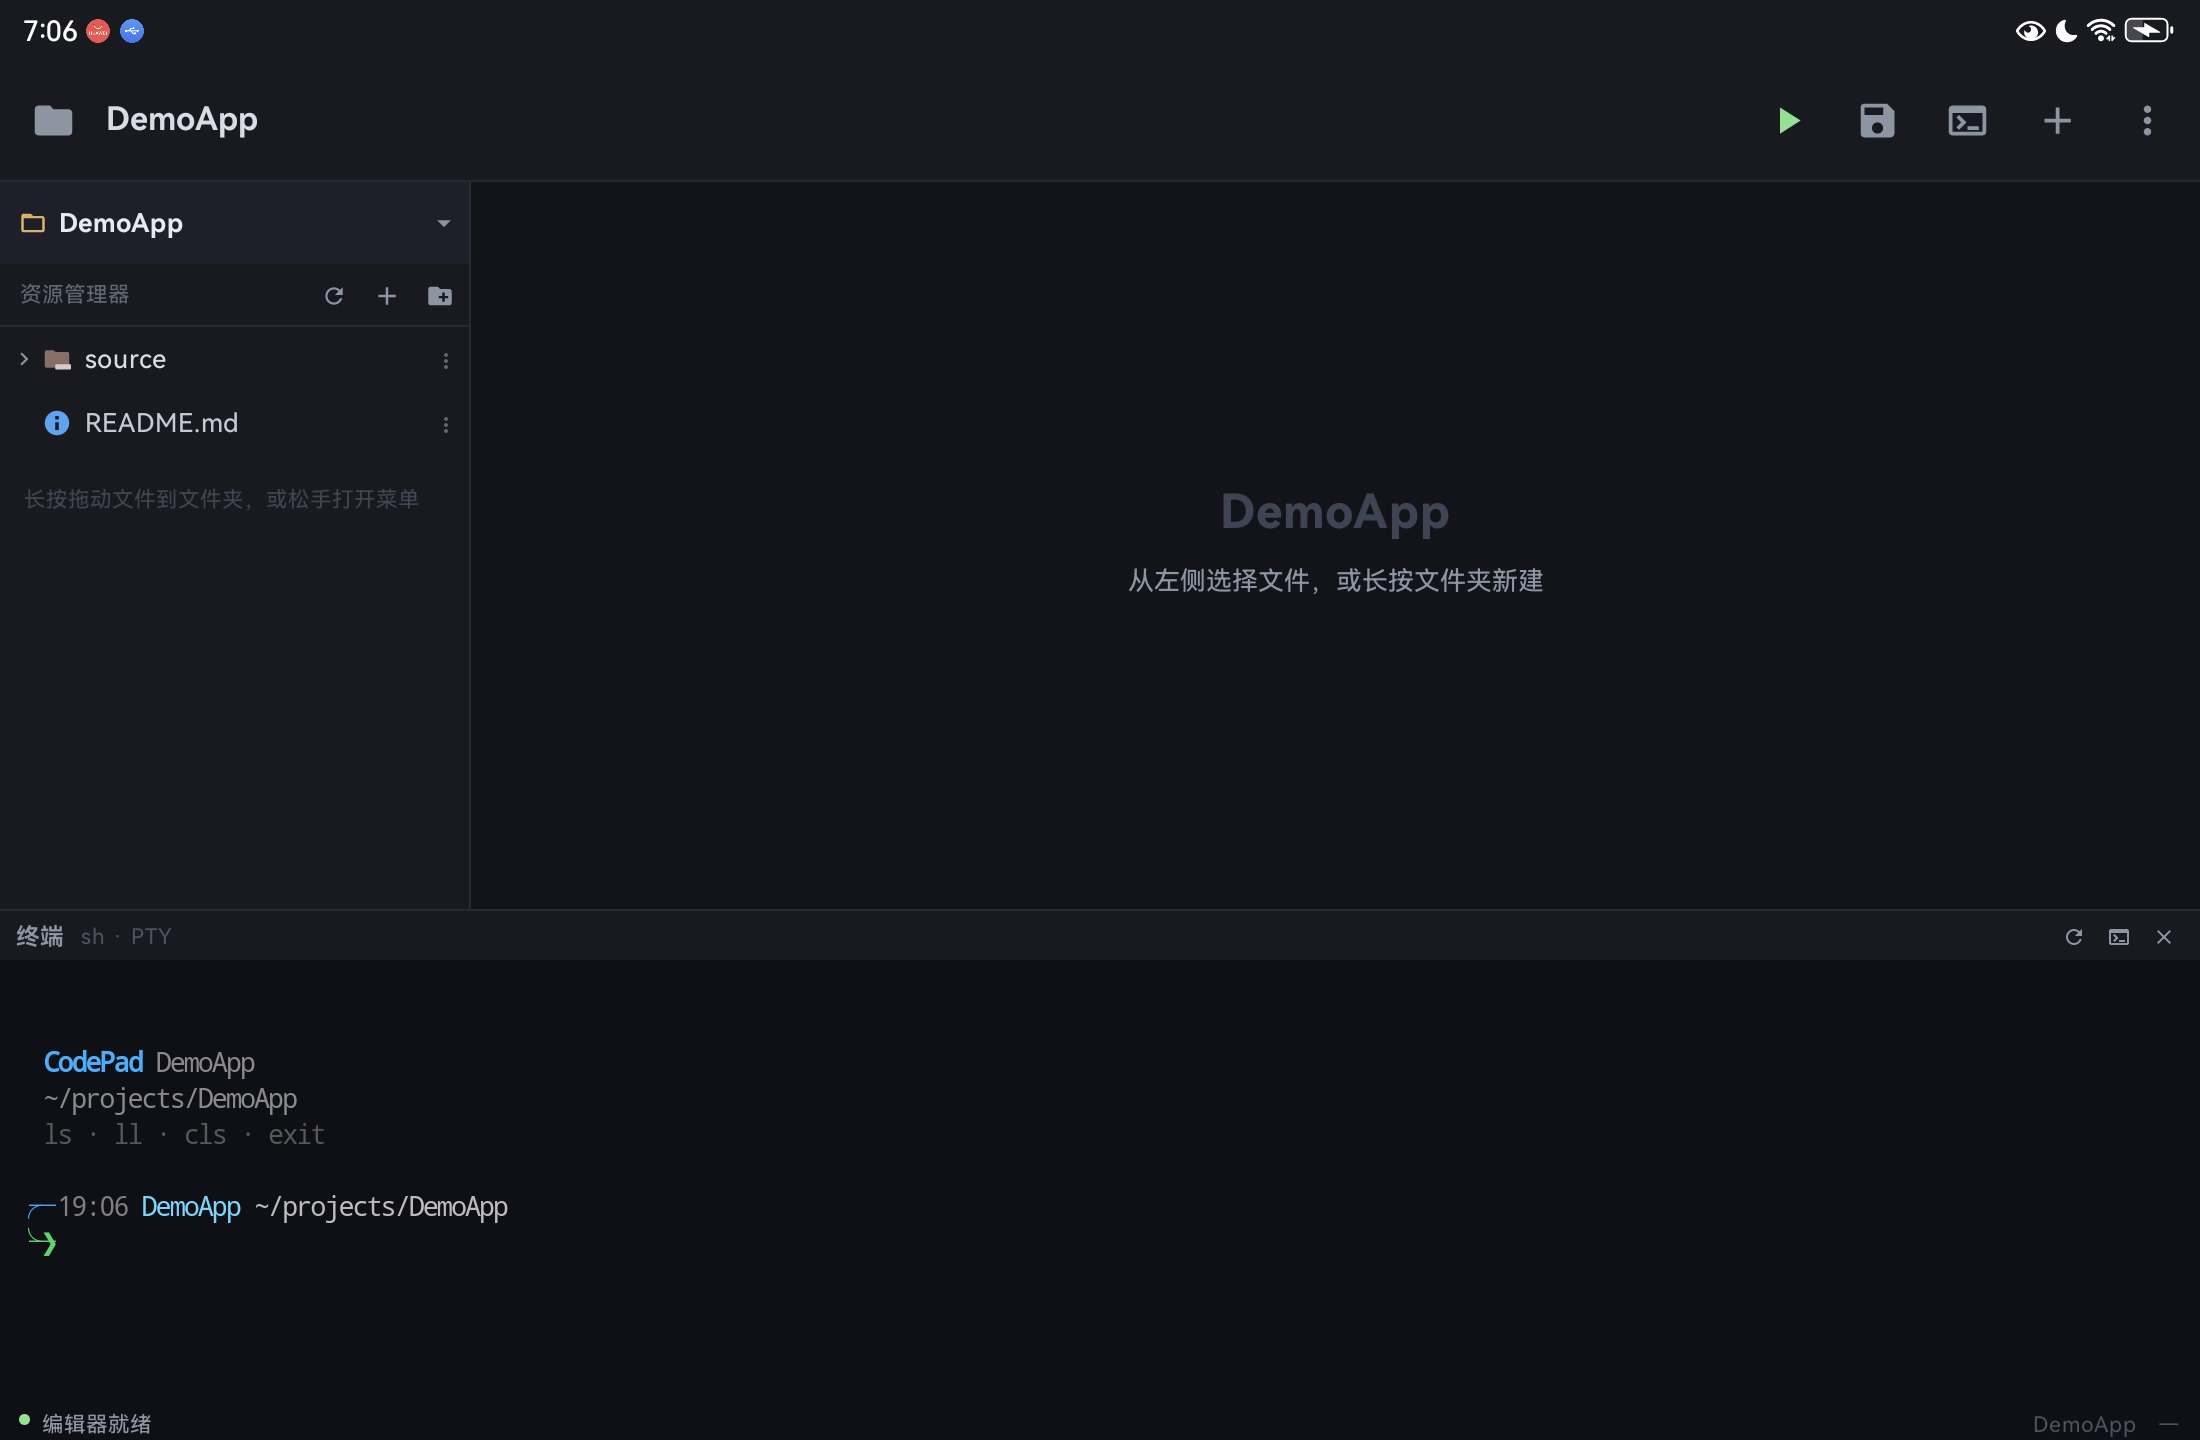 7:06
DemoApp
DemoApp
资源管理器
source
README.md
长按拖动文件到文件夹，或松手打开菜单
DemoApp
从左侧选择文件，或长按文件夹新建
终端 sh · PTY
CodePad DemoApp
~/projects/DemoApp
ls · ll · cls · exit
╭─19:06 DemoApp ~/projects/DemoApp
╰─❯
编辑器就绪
DemoApp —